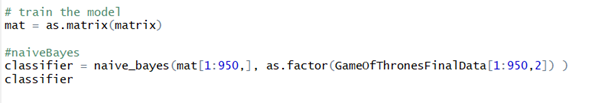 # train the model
mat = as.matrix(matrix)
#naiveBayes
classifier = naive_bayes(mat[1:950,], as.factor(GameOfThronesFinalData[1:950,2]) )
classifier